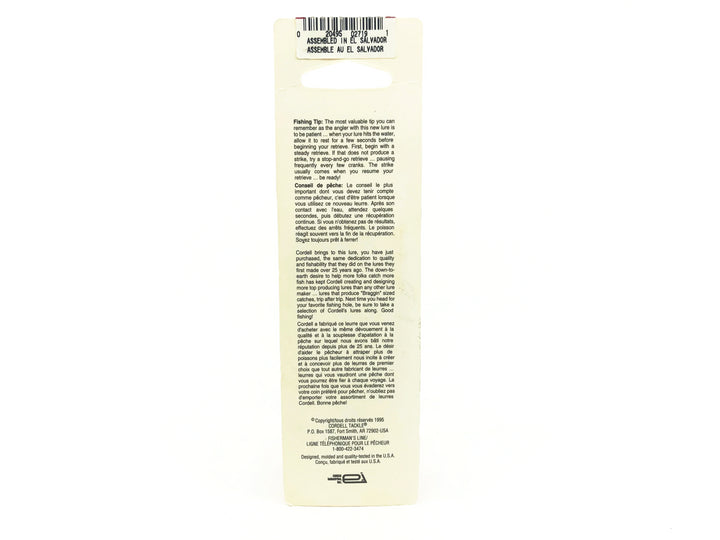 0 20495 02719 1
ASSEMBLED IN EL SALVADOR
ASSEMBLE AU EL SALVADOR
Fishing Tip: The most valuable tip you can
remember as the angler with this new lure is
to be patient ... when your lure hits the water,
allow it to rest for a few seconds before
beginning your retrieve. First, begin with a
steady retrieve. If that does not produce a
strike, try a stop-and-go retrieve ... pausing
frequently every few cranks. The strike
usually comes when you resume your
retrieve ... be ready!
Conseil de pêche: Le conseil le plus
important dont vous devez tenir compte
comme pêcheur, c'est d'être patient lorsque
vous utilisez ce nouveau leurre. Après son
contact avec l'eau, attendez quelques
secondes, puis débutez une récupération
continue. Si vous n'obtenez pas de résultats,
effectuez des arrêts fréquents. Le poisson
réagit souvent vers la fin de la récupération.
Soyez toujours prêt à ferrer!
Cordell brings to this lure, you have just
purchased, the same dedication to quality
and fishability that they did on the lures they
first made over 25 years ago. The down-to-
earth desire to help more folks catch more
fish has kept Cordell creating and designing
more top producing lures than any other lure
maker ... lures that produce "Braggin" sized
catches, trip after trip. Next time you head for
your favorite fishing hole, be sure to take a
selection of Cordell's lures along. Good
fishing!
Cordell a fabriqué ce leurre que vous venez
d'acheter avec le même dévouement à la
qualité et à la souplesse d'apatation à la
pêche sur lequel nous avons bâti notre
réputation depuis plus de 25 ans. Le désir
d'aider le pêcheur à attraper plus de
poissons plus facilement nous incite à créer
et à concevoir plus de leurres de premier
choix que tout autre fabricant de leurres ...
leurres qui vous vaudront une pêche dont
vous pourrez être fier à chaque voyage. La
prochaine fois que vous vous evaderez vers
votre coin préféré pour pêcher, n'oubliez pas
d'emporter votre assortiment de leurres
Cordell. Bonne pêche!
© Copyright/tous droits réservés 1995
CORDELL TACKLE®
P.O. Box 1587, Fort Smith, AR 72902-USA
FISHERMAN'S LINE/
LIGNE TÉLÉPHONIQUE POUR LE PÉCHEUR
1-800-422-3474
Designed, molded and quality-tested in the U.S.A.
Conçu, fabriqué et testé aux U.S.A.